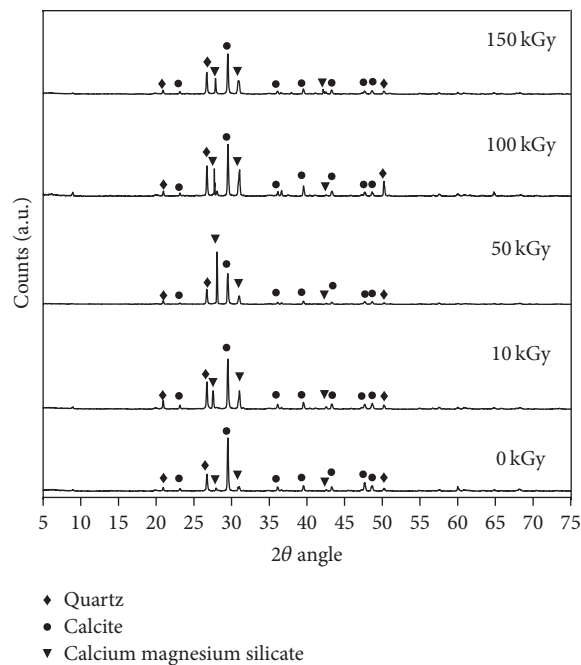 150 kGy
100 kGy
50 kGy
10 kGy
0 kGy
Counts (a.u.)
5 10 15 20 25 30 35 40 45 50 55 60 65 70 75
2θ angle
Quartz
Calcite
Calcium magnesium silicate